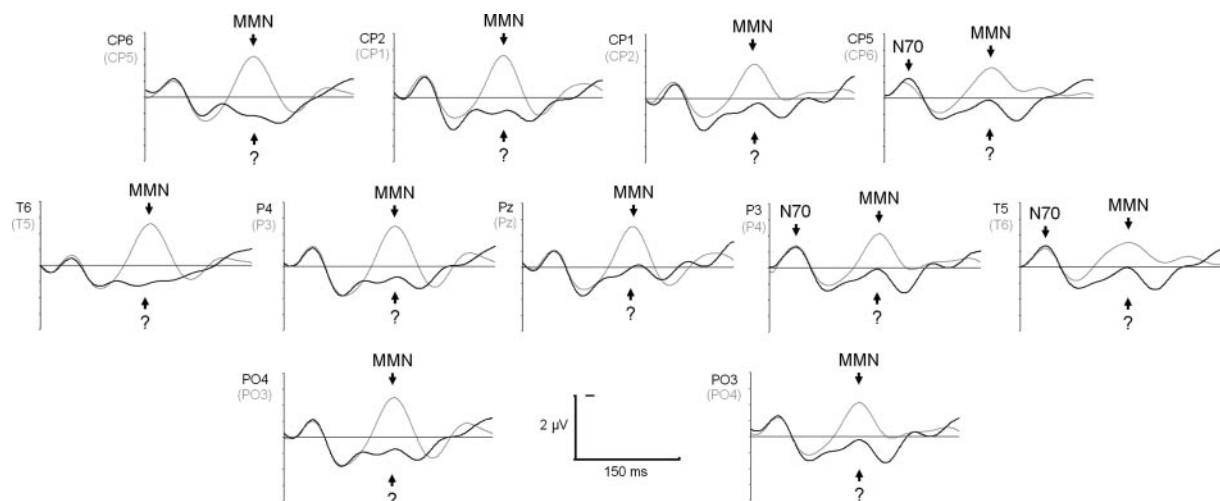 MMN MMN MMN MMN
CP6 CP2 CP1 CP5 N70
(CP5) (CP1) (CP2) (CP6)
? ? ? ?
MMN MMN MMN MMN MMN
T6 P4 Pz P3 N70 T5 N70
(T5) (P3) (Pz) (P4) (T6)
? ? ? ? ?
MMN MMN
PO4 PO3
(PO3) (PO4)
2 µV
150 ms
? ?